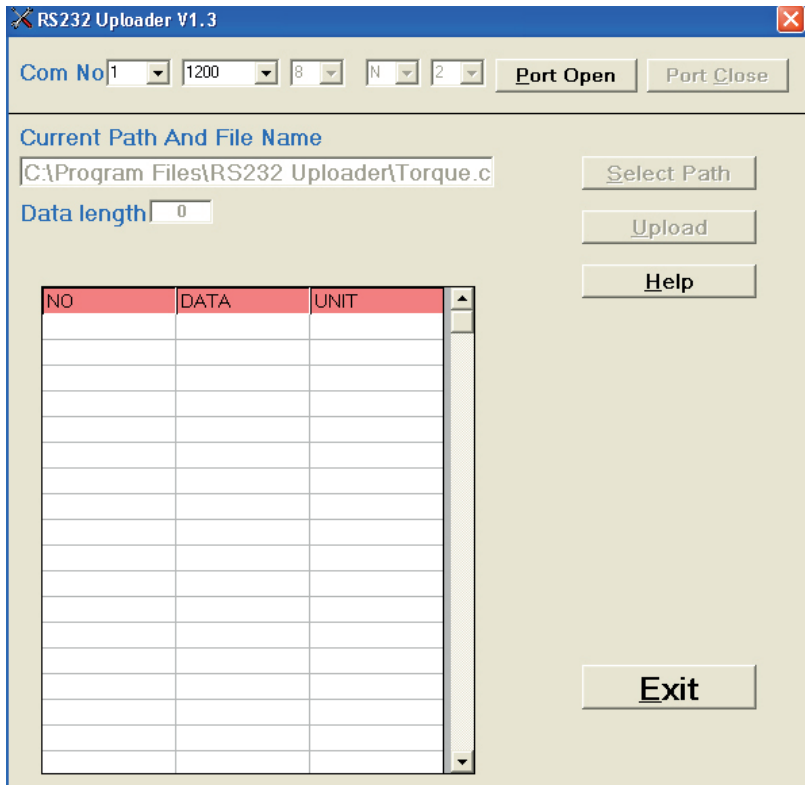 RS232 Uploader V1.3
Com No 1 1200 8 N 2 Port Open Port Close
Current Path And File Name
C:\Program Files\RS232 Uploader\Torque.c Select Path
Data length 0 Upload
Help
NO DATA UNIT
Exit